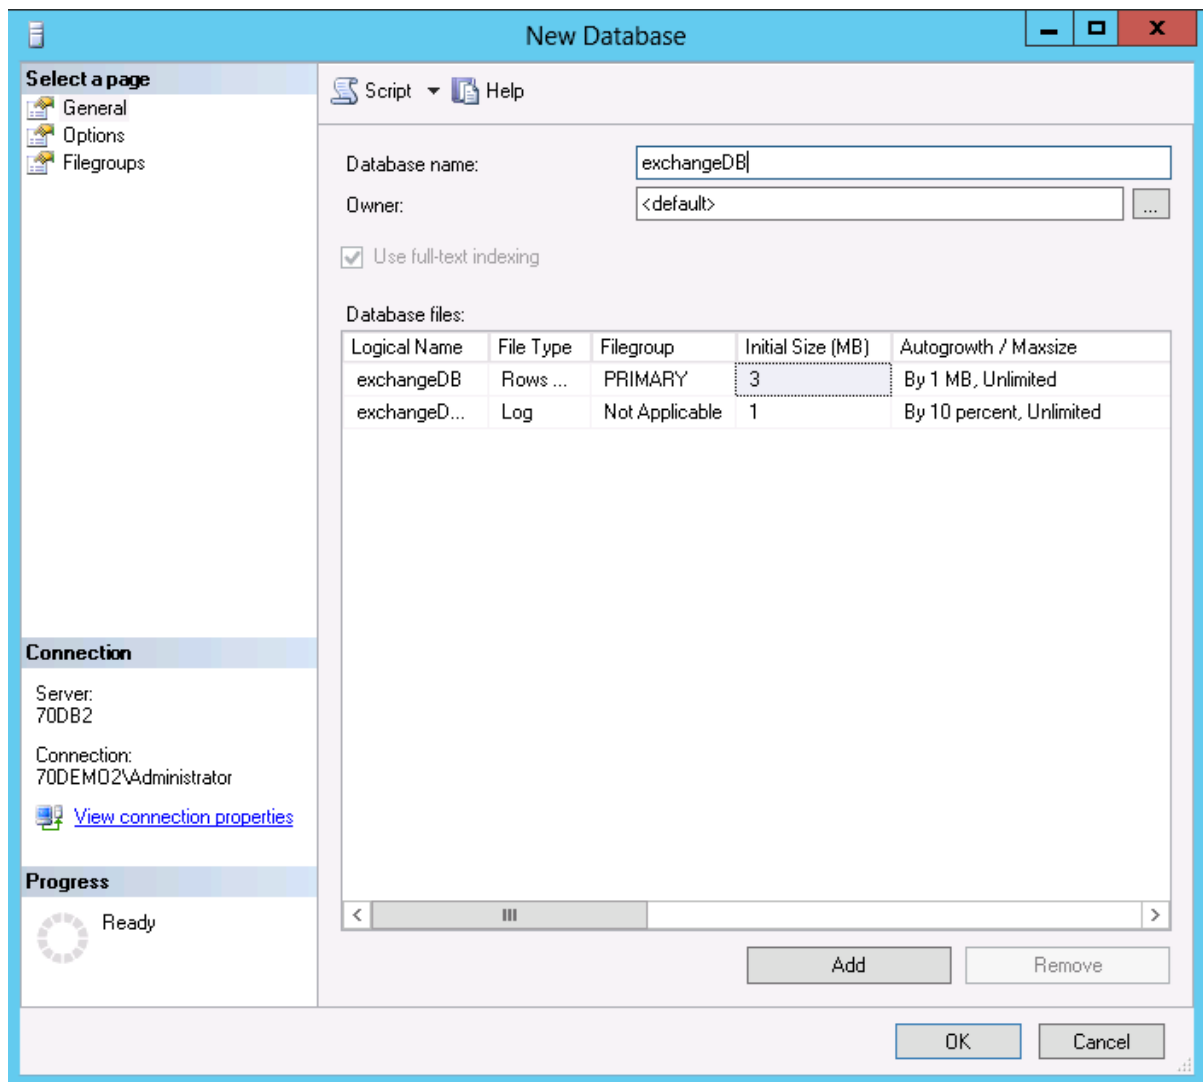 New Database
Select a page
General
Options
Filegroups
Script Help
Database name: exchangeDB
Owner: <default> ...
Use full-text indexing
Database files:
Logical Name File Type Filegroup Initial Size (MB) Autogrowth / Maxsize
exchangeDB Rows ... PRIMARY 3 By 1 MB, Unlimited
exchangeD... Log Not Applicable 1 By 10 percent, Unlimited
Connection
Server:
70DB2
Connection:
70DEMO2\Administrator
View connection properties
Progress
Ready
Add Remove
OK Cancel